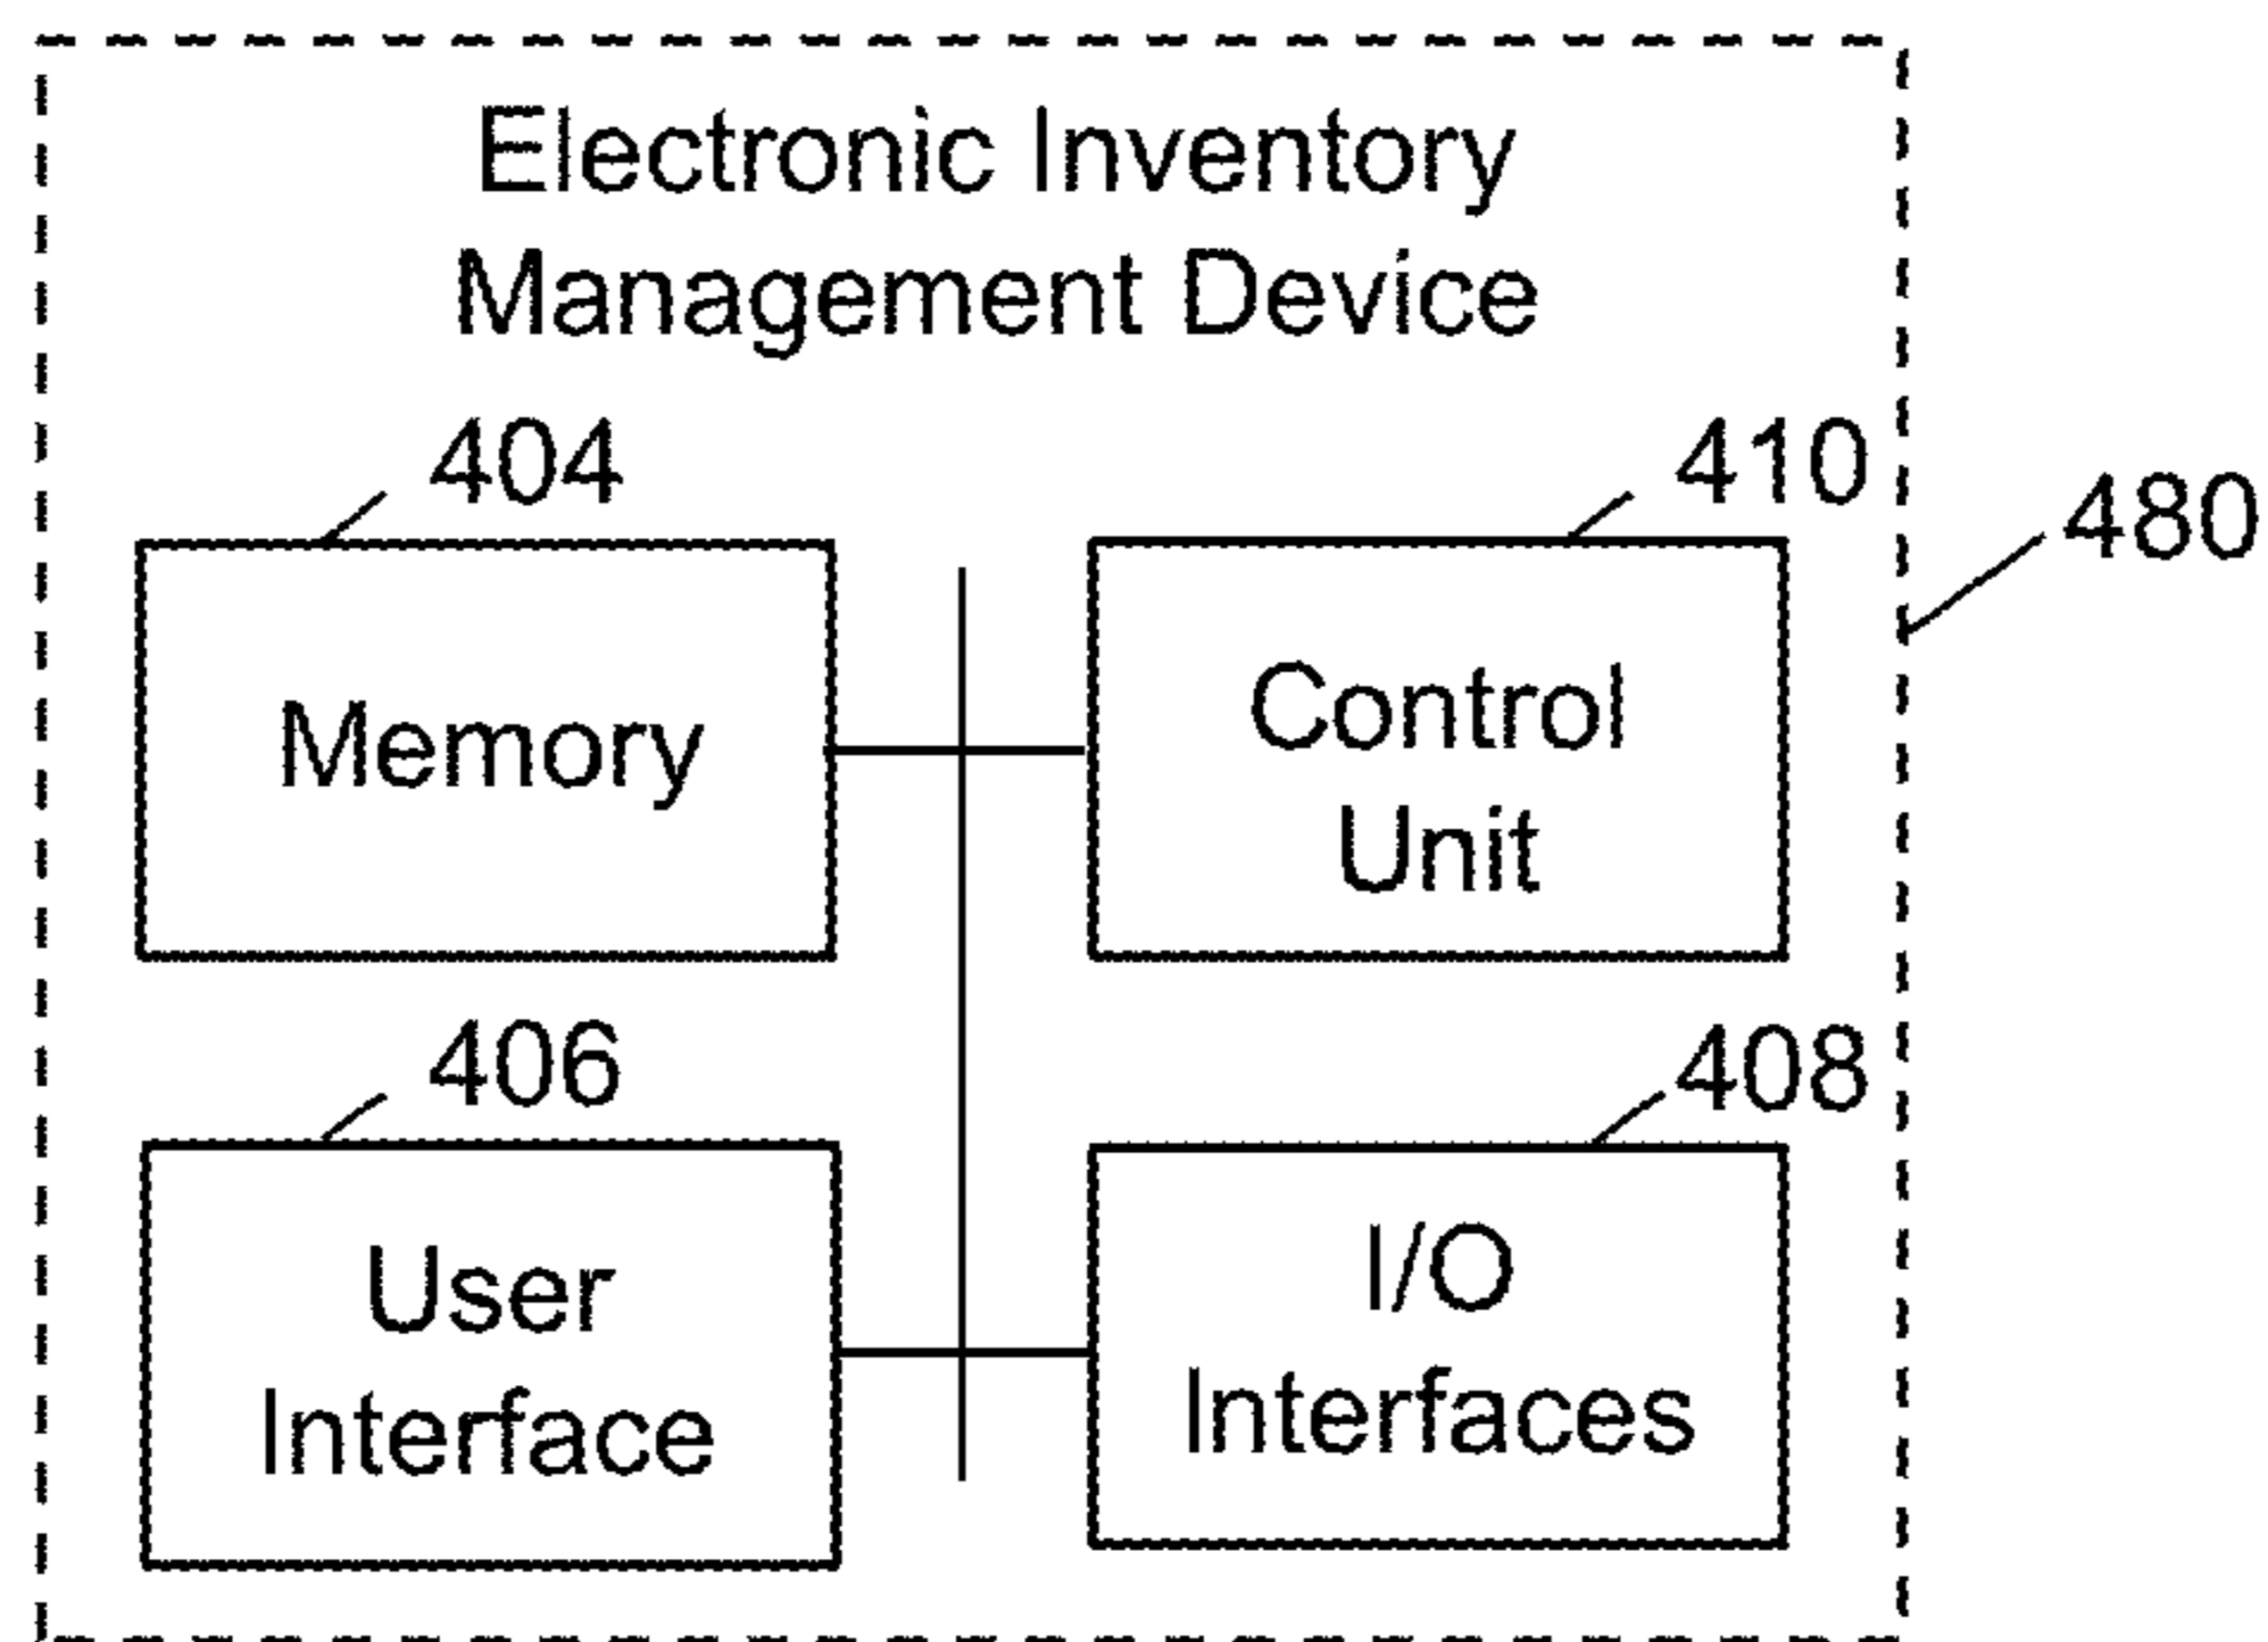 Electronic Inventory
Management Device
404
410
480
Memory
Control
Unit
406
408
User
Interface
I/O
Interfaces